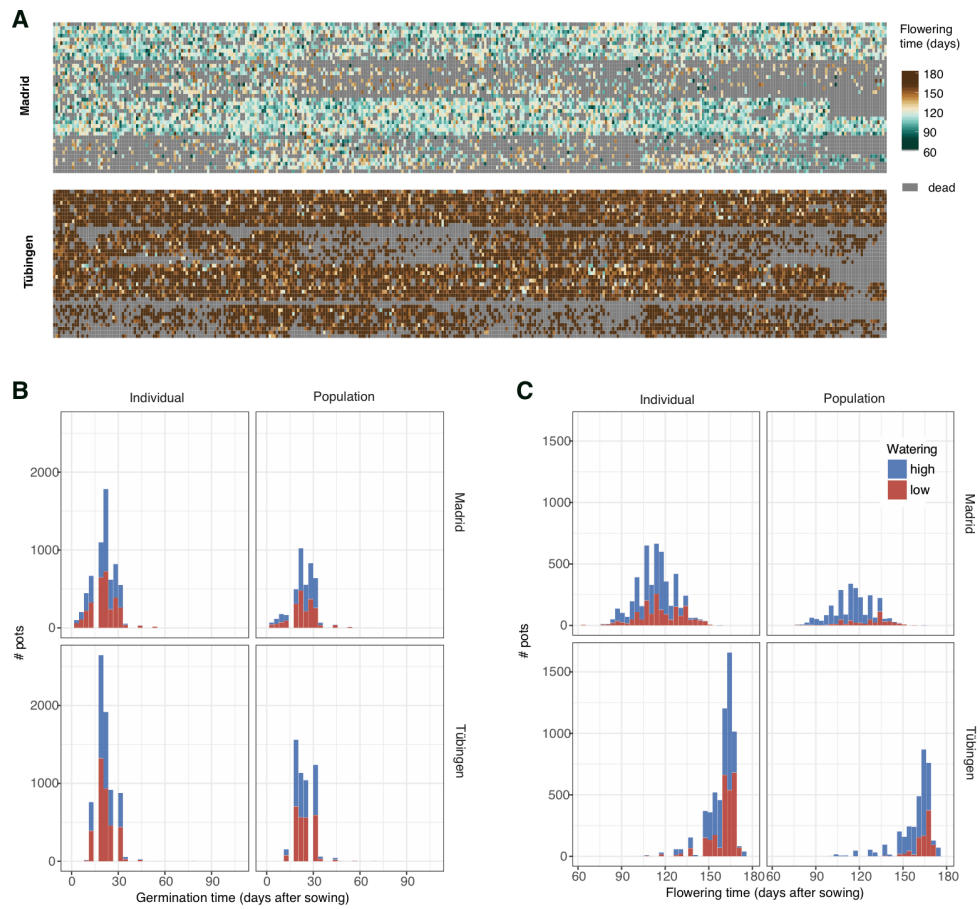 A
Madrid
Tübingen
Flowering
time (days)
180
150
120
90
60
dead
B
Individual
Population
2000
1000
0
Madrid
2000
1000
0
Tübingen
# pots
0 30 60 90
0 30 60 90
Germination time (days after sowing)
C
Individual
Population
1500
1000
500
0
Watering
high
low
Madrid
1500
1000
500
0
Tübingen
# pots
60 90 120 150 180
60 90 120 150 180
Flowering time (days after sowing)